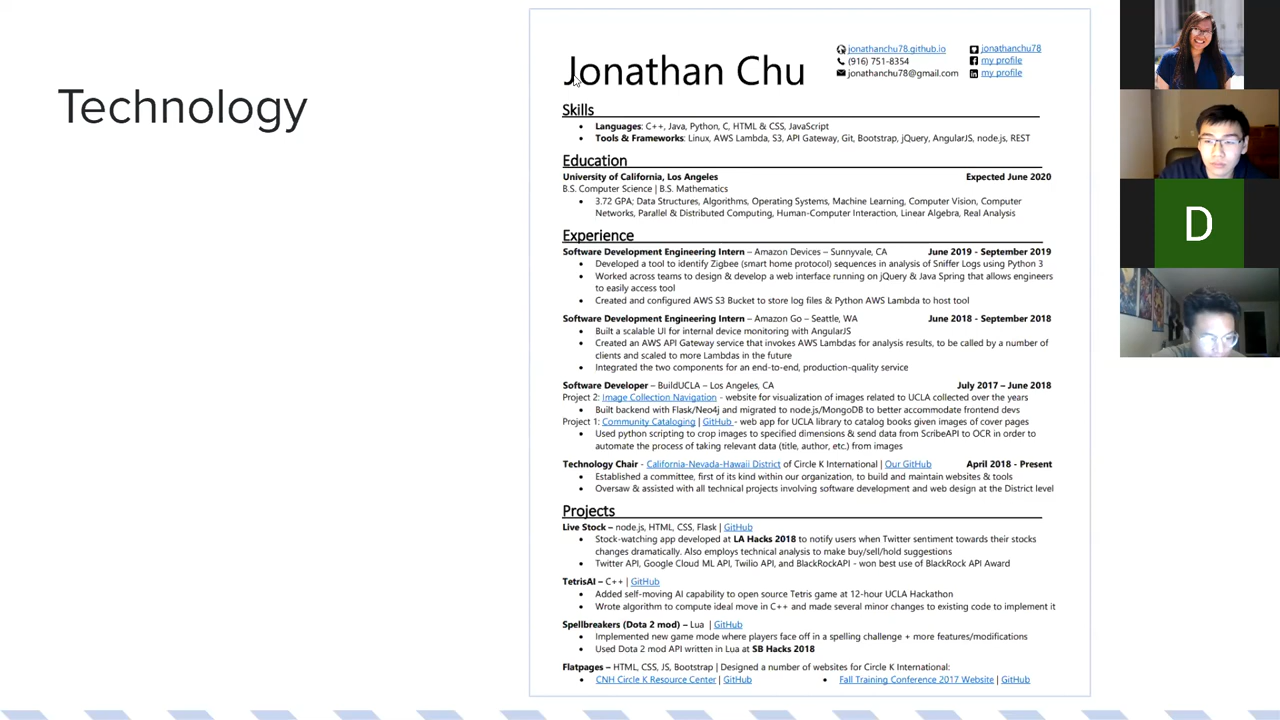 Technology
Jonathan Chu
jonathanchu78.github.io
jonathanchu78
(916) 751-8354
my profile
jonathanchu78@gmail.com
my profile
Skills
• Languages: C++, Java, Python, C, HTML & CSS, JavaScript
• Tools & Frameworks: Linux, AWS Lambda, S3, API Gateway, Git, Bootstrap, jQuery, AngularJS, node.js, REST
Education
University of California, Los Angeles Expected June 2020
B.S. Computer Science | B.S. Mathematics
• 3.72 GPA; Data Structures, Algorithms, Operating Systems, Machine Learning, Computer Vision, Computer
Networks, Parallel & Distributed Computing, Human-Computer Interaction, Linear Algebra, Real Analysis
Experience
Software Development Engineering Intern – Amazon Devices – Sunnyvale, CA June 2019 - September 2019
• Developed a tool to identify Zigbee (smart home protocol) sequences in analysis of Sniffer Logs using Python 3
• Worked across teams to design & develop a web interface running on jQuery & Java Spring that allows engineers
to easily access tool
• Created and configured AWS S3 Bucket to store log files & Python AWS Lambda to host tool
Software Development Engineering Intern – Amazon Go – Seattle, WA June 2018 - September 2018
• Built a scalable UI for internal device monitoring with AngularJS
• Created an AWS API Gateway service that invokes AWS Lambdas for analysis results, to be called by a number of
clients and scaled to more Lambdas in the future
• Integrated the two components for an end-to-end, production-quality service
Software Developer – BuildUCLA – Los Angeles, CA July 2017 – June 2018
Project 2: Image Collection Navigation - website for visualization of images related to UCLA collected over the years
• Built backend with Flask/Neo4j and migrated to node.js/MongoDB to better accommodate frontend devs
Project 1: Community Cataloging | GitHub - web app for UCLA library to catalog books given images of cover pages
• Used python scripting to crop images to specified dimensions & send data from ScribeAPI to OCR in order to
automate the process of taking relevant data (title, author, etc.) from images
Technology Chair - California-Nevada-Hawaii District of Circle K International | Our GitHub April 2018 - Present
• Established a committee, first of its kind within our organization, to build and maintain websites & tools
• Oversaw & assisted with all technical projects involving software development and web design at the District level
Projects
Live Stock – node.js, HTML, CSS, Flask | GitHub
• Stock-watching app developed at LA Hacks 2018 to notify users when Twitter sentiment towards their stocks
changes dramatically. Also employs technical analysis to make buy/sell/hold suggestions
• Twitter API, Google Cloud ML API, Twilio API, and BlackRockAPI - won best use of BlackRock API Award
TetrisAI – C++ | GitHub
• Added self-moving AI capability to open source Tetris game at 12-hour UCLA Hackathon
• Wrote algorithm to compute ideal move in C++ and made several minor changes to existing code to implement it
Spellbreakers (Dota 2 mod) – Lua | GitHub
• Implemented new game mode where players face off in a spelling challenge + more features/modifications
• Used Dota 2 mod API written in Lua at SB Hacks 2018
Flatpages – HTML, CSS, JS, Bootstrap | Designed a number of websites for Circle K International:
• CNH Circle K Resource Center | GitHub • Fall Training Conference 2017 Website | GitHub
D